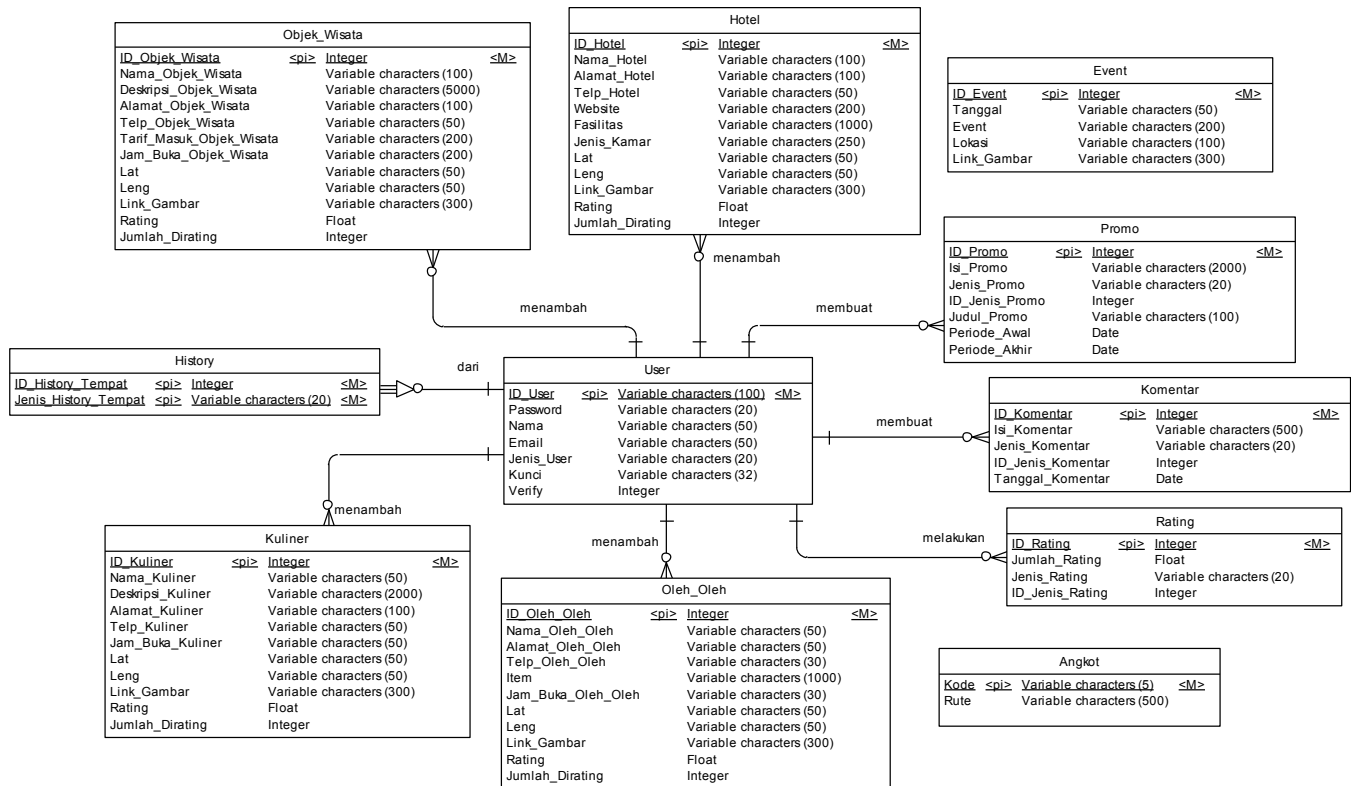 Objek_Wisata
ID_Objek_Wisata <pi> Integer <M>
Nama_Objek_Wisata Variable characters (100)
Deskripsi_Objek_Wisata Variable characters (5000)
Alamat_Objek_Wisata Variable characters (100)
Telp_Objek_Wisata Variable characters (50)
Tarif_Masuk_Objek_Wisata Variable characters (200)
Jam_Buka_Objek_Wisata Variable characters (200)
Lat Variable characters (50)
Leng Variable characters (50)
Link_Gambar Variable characters (300)
Rating Float
Jumlah_Dirating Integer
Hotel
ID_Hotel <pi> Integer <M>
Nama_Hotel Variable characters (100)
Alamat_Hotel Variable characters (100)
Telp_Hotel Variable characters (50)
Website Variable characters (200)
Fasilitas Variable characters (1000)
Jenis_Kamar Variable characters (250)
Lat Variable characters (50)
Leng Variable characters (50)
Link_Gambar Variable characters (300)
Rating Float
Jumlah_Dirating Integer
Event
ID_Event <pi> Integer <M>
Tanggal Variable characters (50)
Event Variable characters (200)
Lokasi Variable characters (100)
Link_Gambar Variable characters (300)
Promo
ID_Promo <pi> Integer <M>
Isi_Promo Variable characters (2000)
Jenis_Promo Variable characters (20)
ID_Jenis_Promo Integer
Judul_Promo Variable characters (100)
Periode_Awal Date
Periode_Akhir Date
menambah
menambah
membuat
History
ID_History_Tempat <pi> Integer <M>
Jenis_History_Tempat <pi> Variable characters (20) <M>
dari
User
ID_User <pi> Variable characters (100) <M>
Password Variable characters (20)
Nama Variable characters (50)
Email Variable characters (50)
Jenis_User Variable characters (20)
Kunci Variable characters (32)
Verify Integer
membuat
Komentar
ID_Komentar <pi> Integer <M>
Isi_Komentar Variable characters (500)
Jenis_Komentar Variable characters (20)
ID_Jenis_Komentar Integer
Tanggal_Komentar Date
menambah
Kuliner
ID_Kuliner <pi> Integer <M>
Nama_Kuliner Variable characters (50)
Deskripsi_Kuliner Variable characters (2000)
Alamat_Kuliner Variable characters (100)
Telp_Kuliner Variable characters (50)
Jam_Buka_Kuliner Variable characters (50)
Lat Variable characters (50)
Leng Variable characters (50)
Link_Gambar Variable characters (300)
Rating Float
Jumlah_Dirating Integer
menambah
Oleh_Oleh
ID_Oleh_Oleh <pi> Integer <M>
Nama_Oleh_Oleh Variable characters (50)
Alamat_Oleh_Oleh Variable characters (50)
Telp_Oleh_Oleh Variable characters (30)
Item Variable characters (1000)
Jam_Buka_Oleh_Oleh Variable characters (30)
Lat Variable characters (50)
Leng Variable characters (50)
Link_Gambar Variable characters (300)
Rating Float
Jumlah_Dirating Integer
melakukan
Rating
ID_Rating <pi> Integer <M>
Jumlah_Rating Float
Jenis_Rating Variable characters (20)
ID_Jenis_Rating Integer
Angkot
Kode <pi> Variable characters (5) <M>
Rute Variable characters (500)